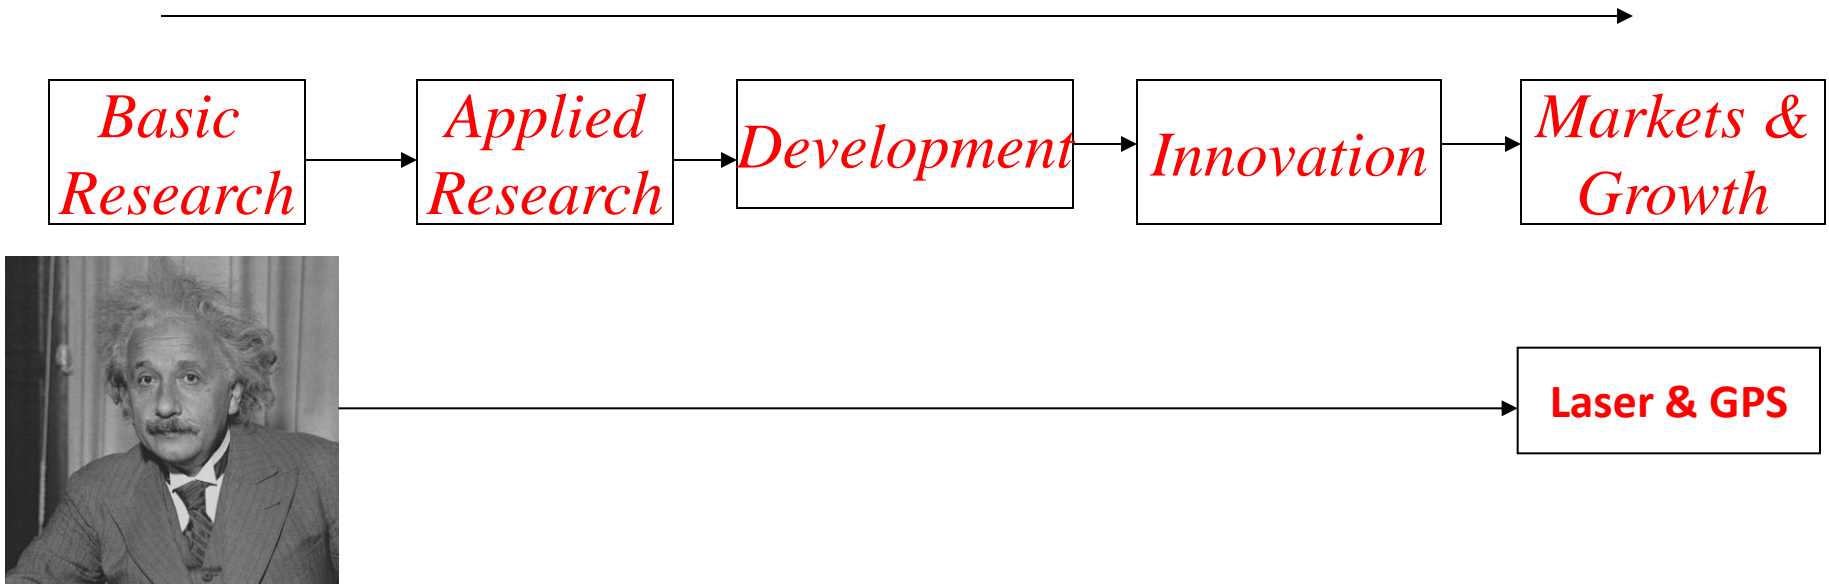 Basic
Research
Applied
Research
Development
Innovation
Markets &
Growth
Laser & GPS